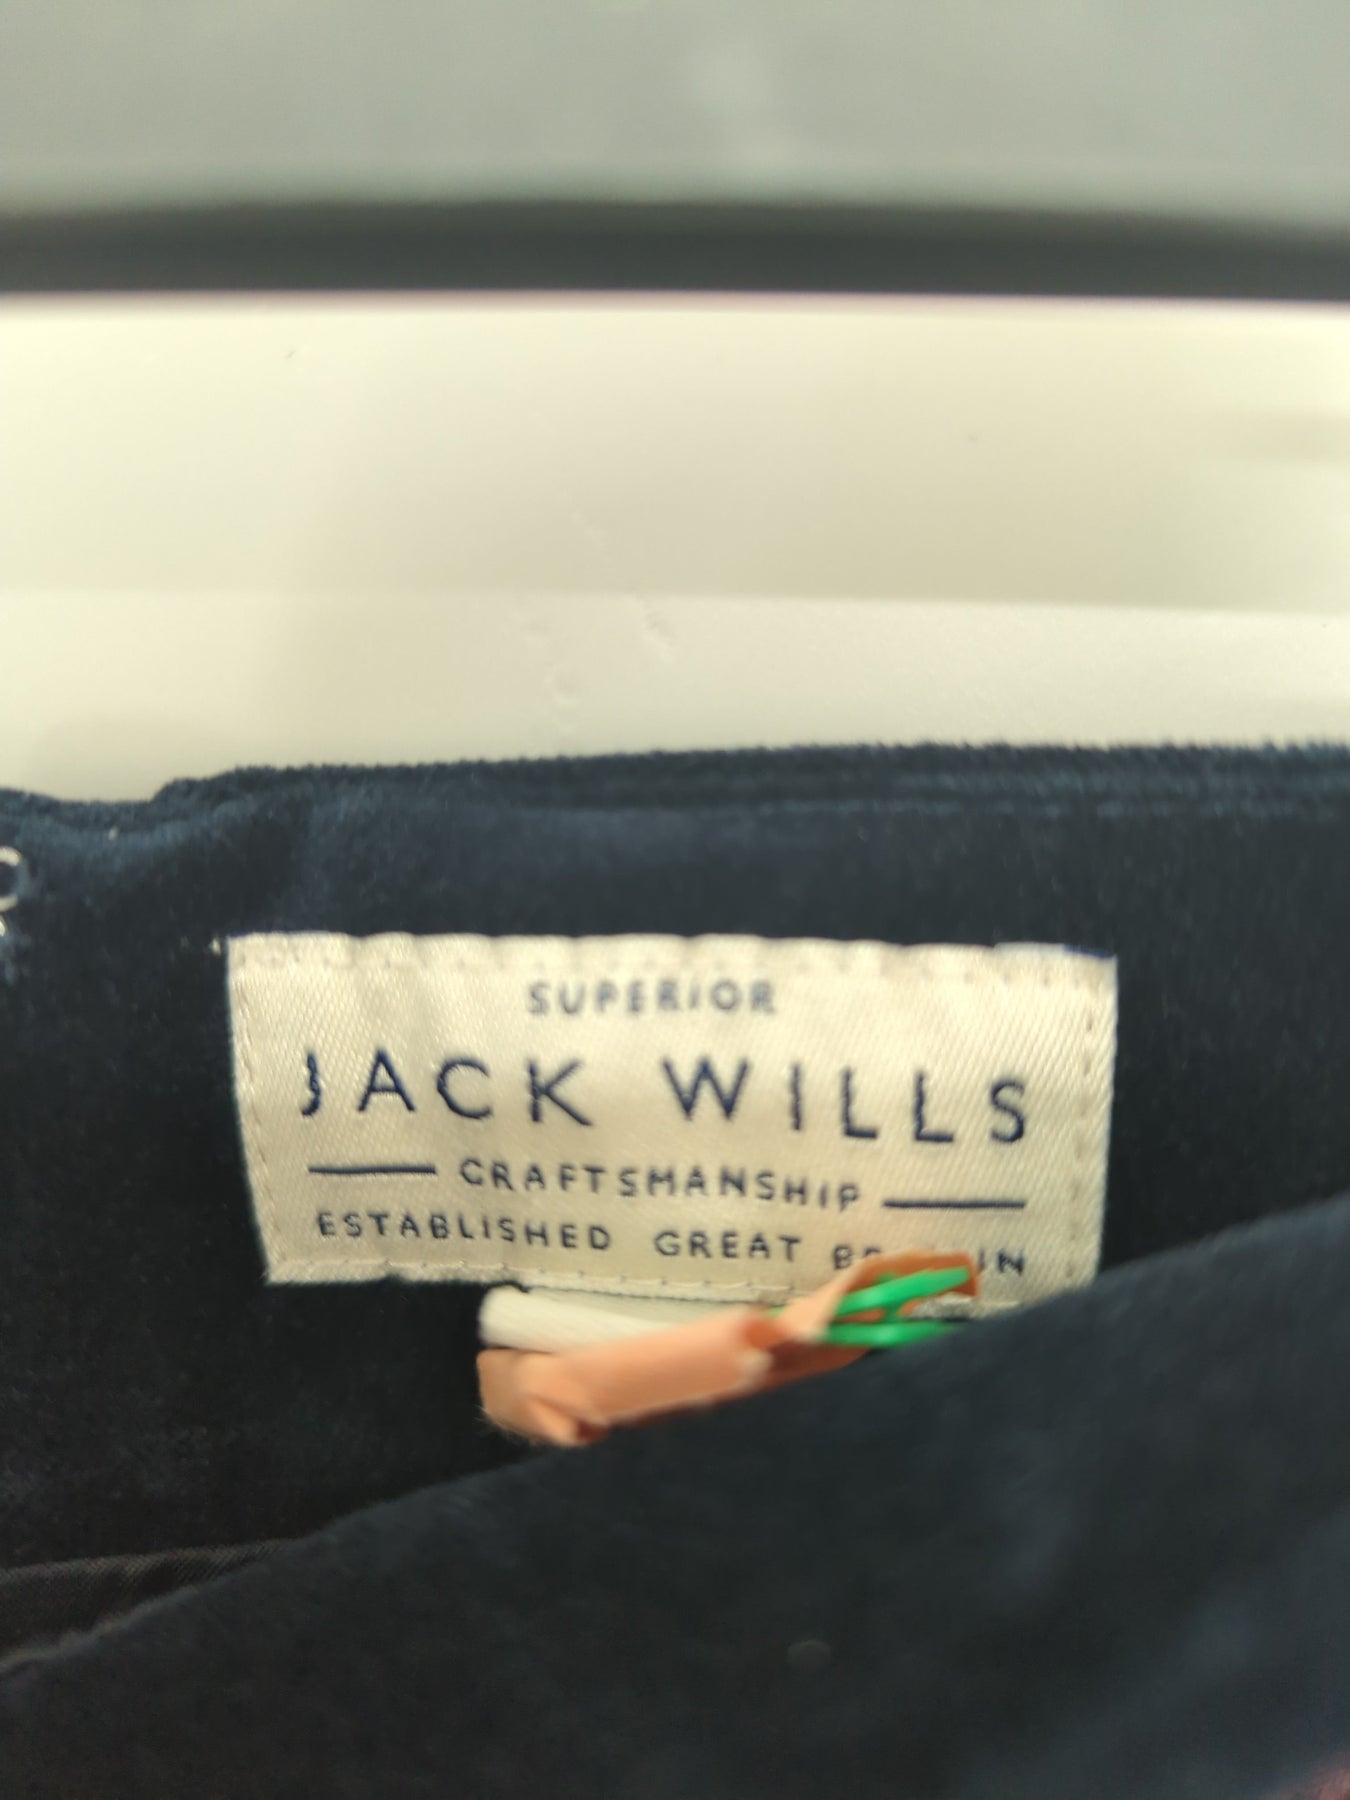 SUPERIOR
JACK WILLS
CRAFTSMANSHIP
ESTABLISHED GREAT